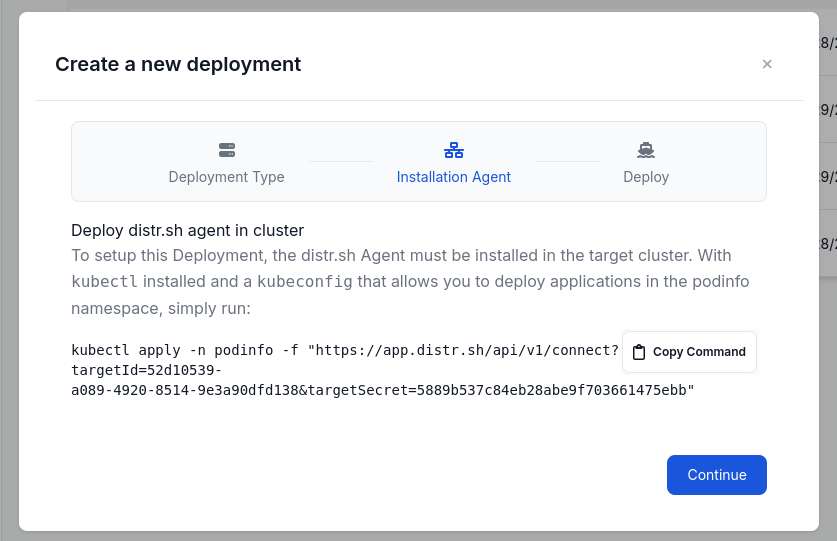 Create a new deployment
Deployment Type
Installation Agent
Deploy
Deploy distr.sh agent in cluster
To setup this Deployment, the distr.sh Agent must be installed in the target cluster. With
kubectl installed and a kubeconfig that allows you to deploy applications in the podinfo
namespace, simply run:
kubectl apply -n podinfo -f "https://app.distr.sh/api/v1/connect?
targetId=52d10539-
a089-4920-8514-9e3a90dfd138&targetSecret=5889b537c84eb28abe9f703661475ebb"
Copy Command
Continue